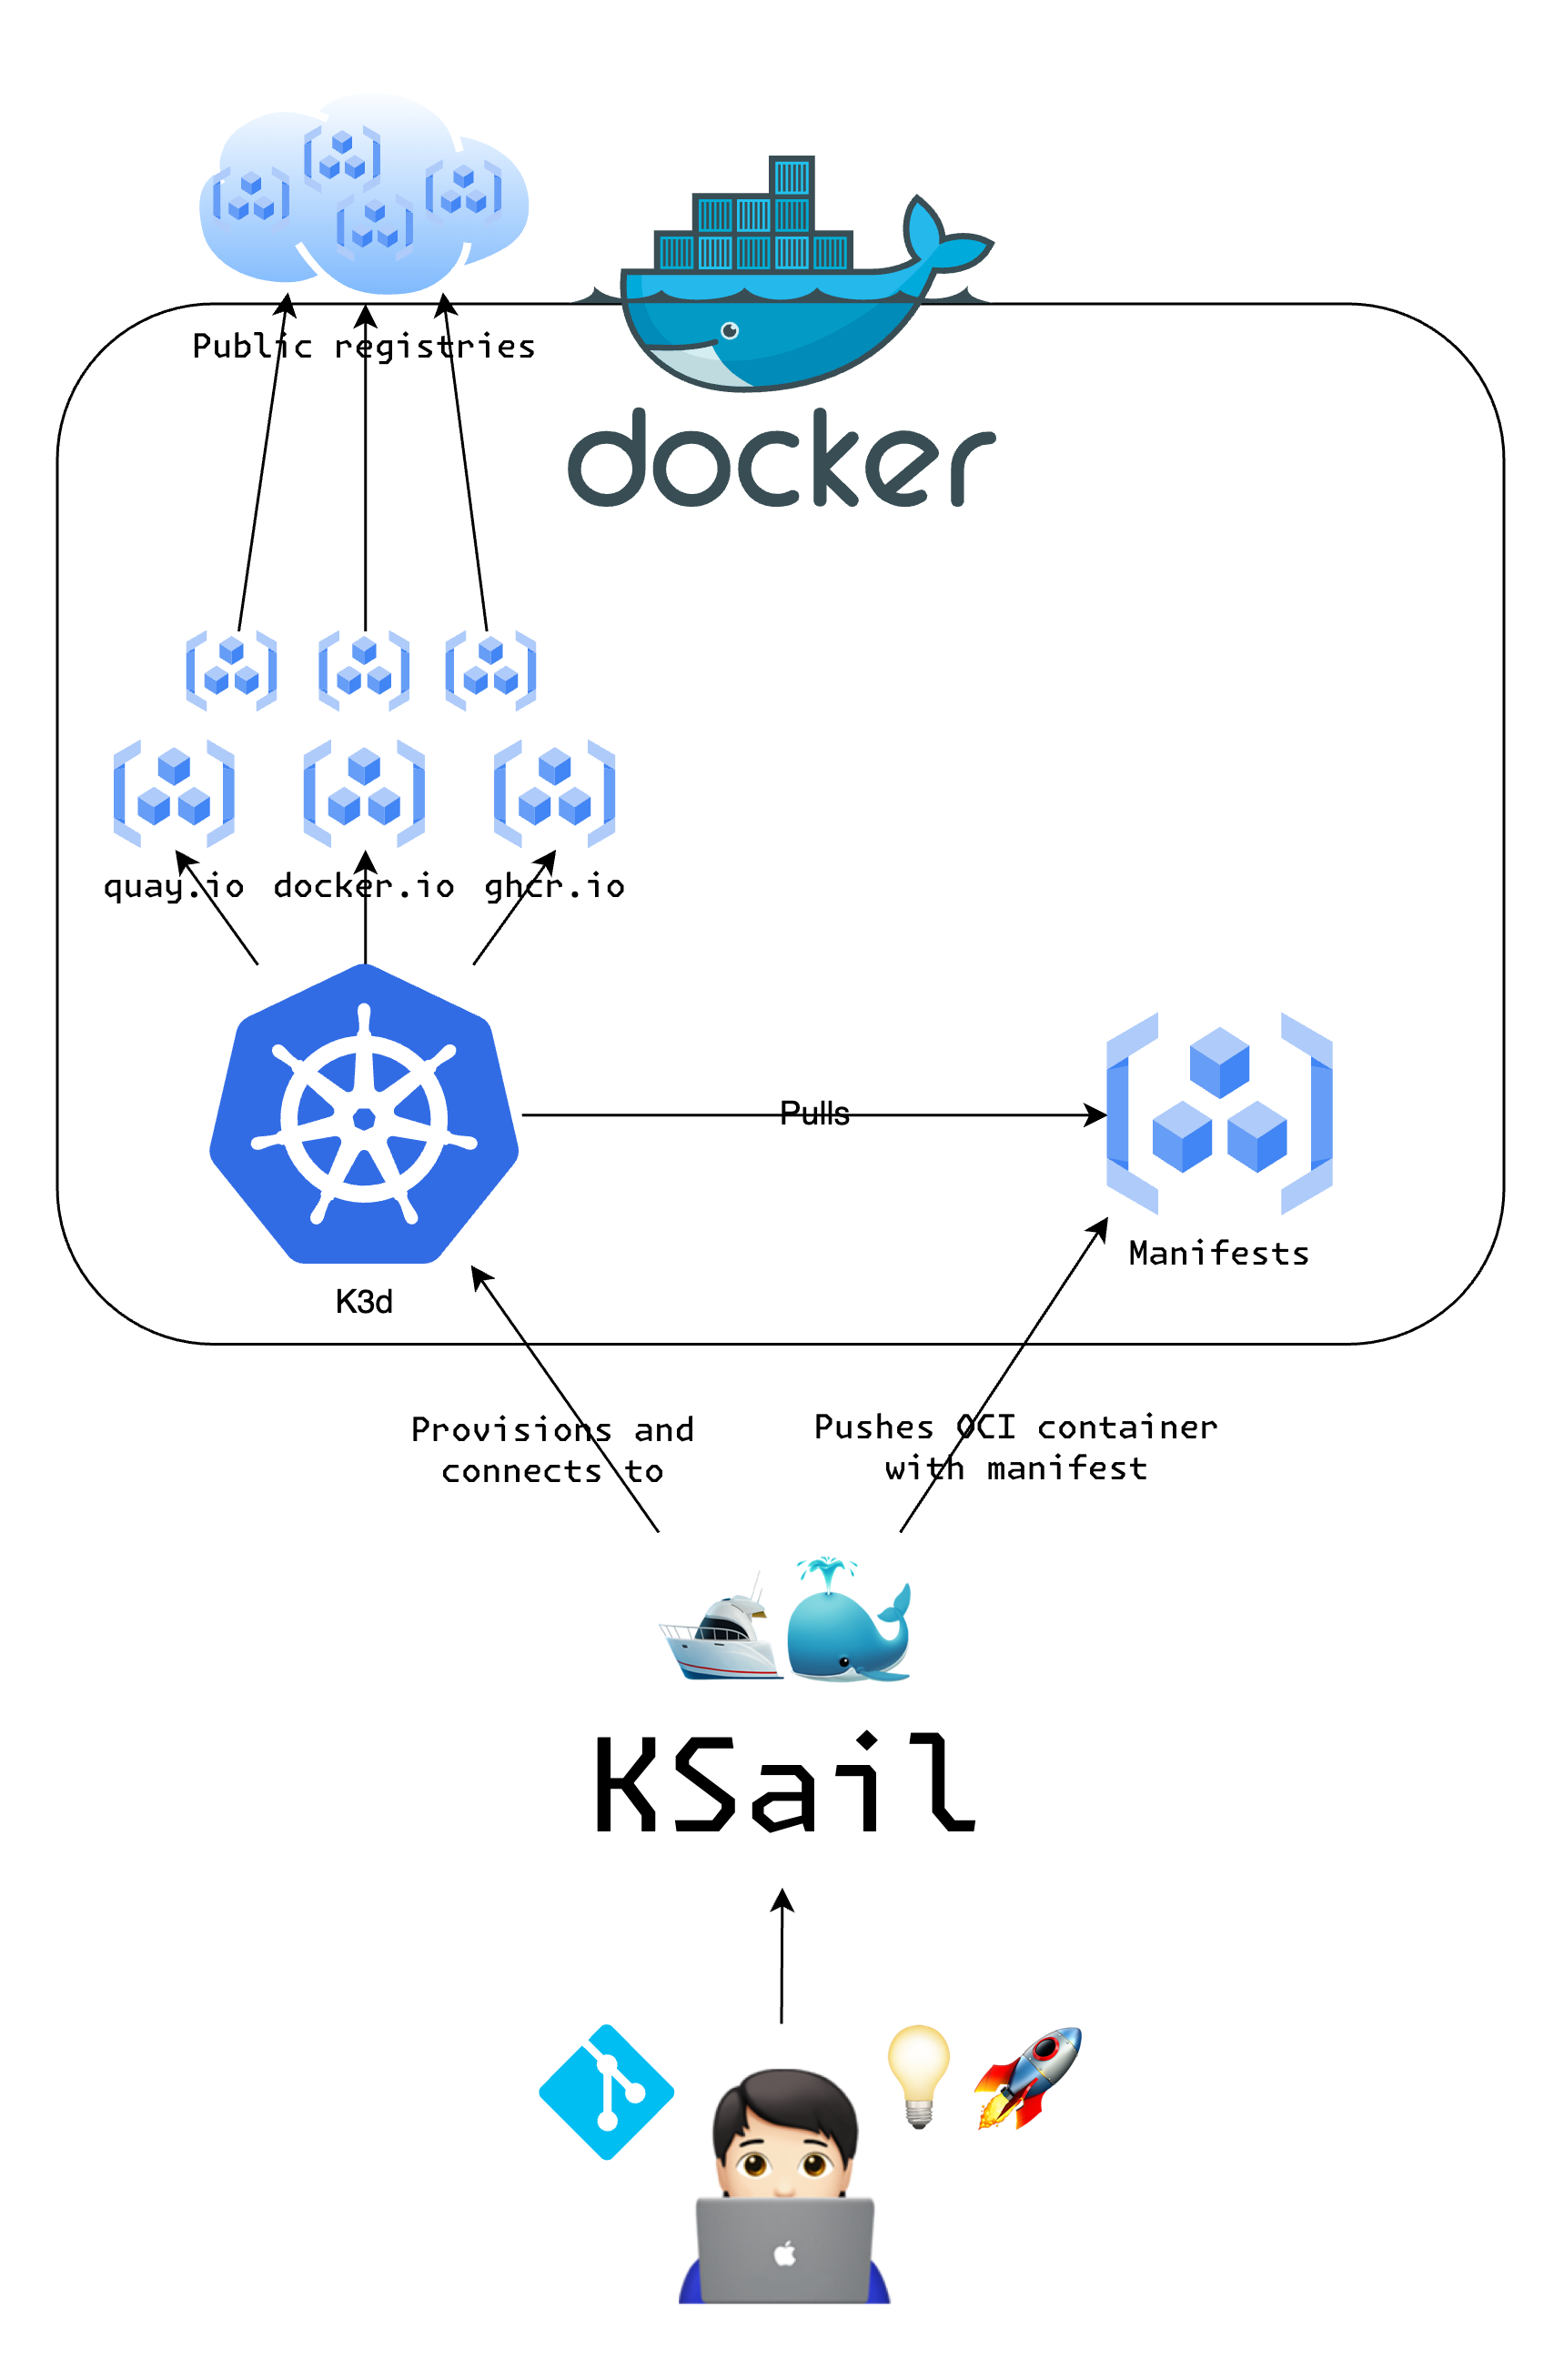 Public registries
docker
quay.io
docker.io
ghcr.io
Pulls
Manifests
K3d
Provisions and
connects to
Pushes OCI container
with manifest
KSail